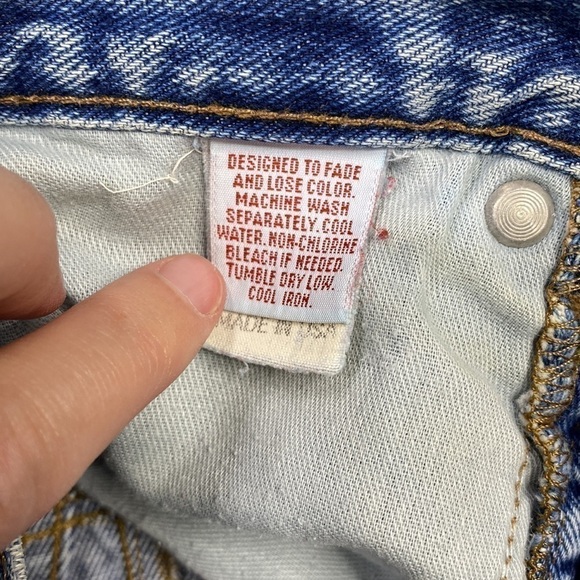 DESIGNED TO FADE
AND LOSE COLOR.
MACHINE WASH
SEPARATELY. COOL
WATER. NON-CHLORINE
BLEACH IF NEEDED.
TUMBLE DRY LOW.
COOL IRON.
MADE IN USA